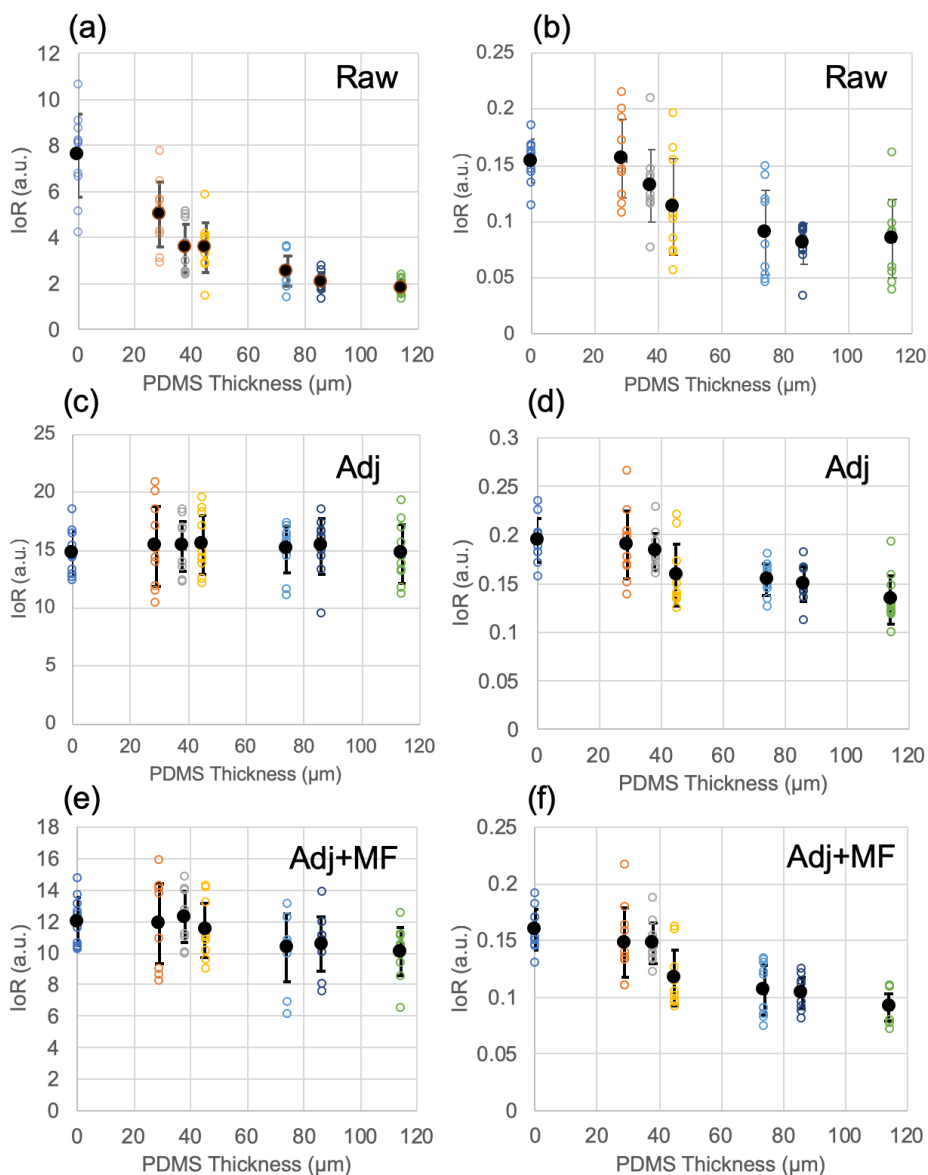 (a)
Raw
IoR (a.u.)
12
10
8
6
4
2
0
0 20 40 60 80 100 120
PDMS Thickness (µm)
(b)
Raw
IoR (a.u.)
0.25
0.2
0.15
0.1
0.05
0
0 20 40 60 80 100 120
PDMS Thickness (µm)
(c)
Adj
IoR (a.u.)
25
20
15
10
5
0
0 20 40 60 80 100 120
PDMS Thickness (µm)
(d)
Adj
IoR (a.u.)
0.3
0.25
0.2
0.15
0.1
0.05
0
0 20 40 60 80 100 120
PDMS Thickness (µm)
(e)
Adj+MF
IoR (a.u.)
18
16
14
12
10
8
6
4
2
0
0 20 40 60 80 100 120
PDMS Thickness (µm)
(f)
Adj+MF
IoR (a.u.)
0.25
0.2
0.15
0.1
0.05
0
0 20 40 60 80 100 120
PDMS Thickness (µm)